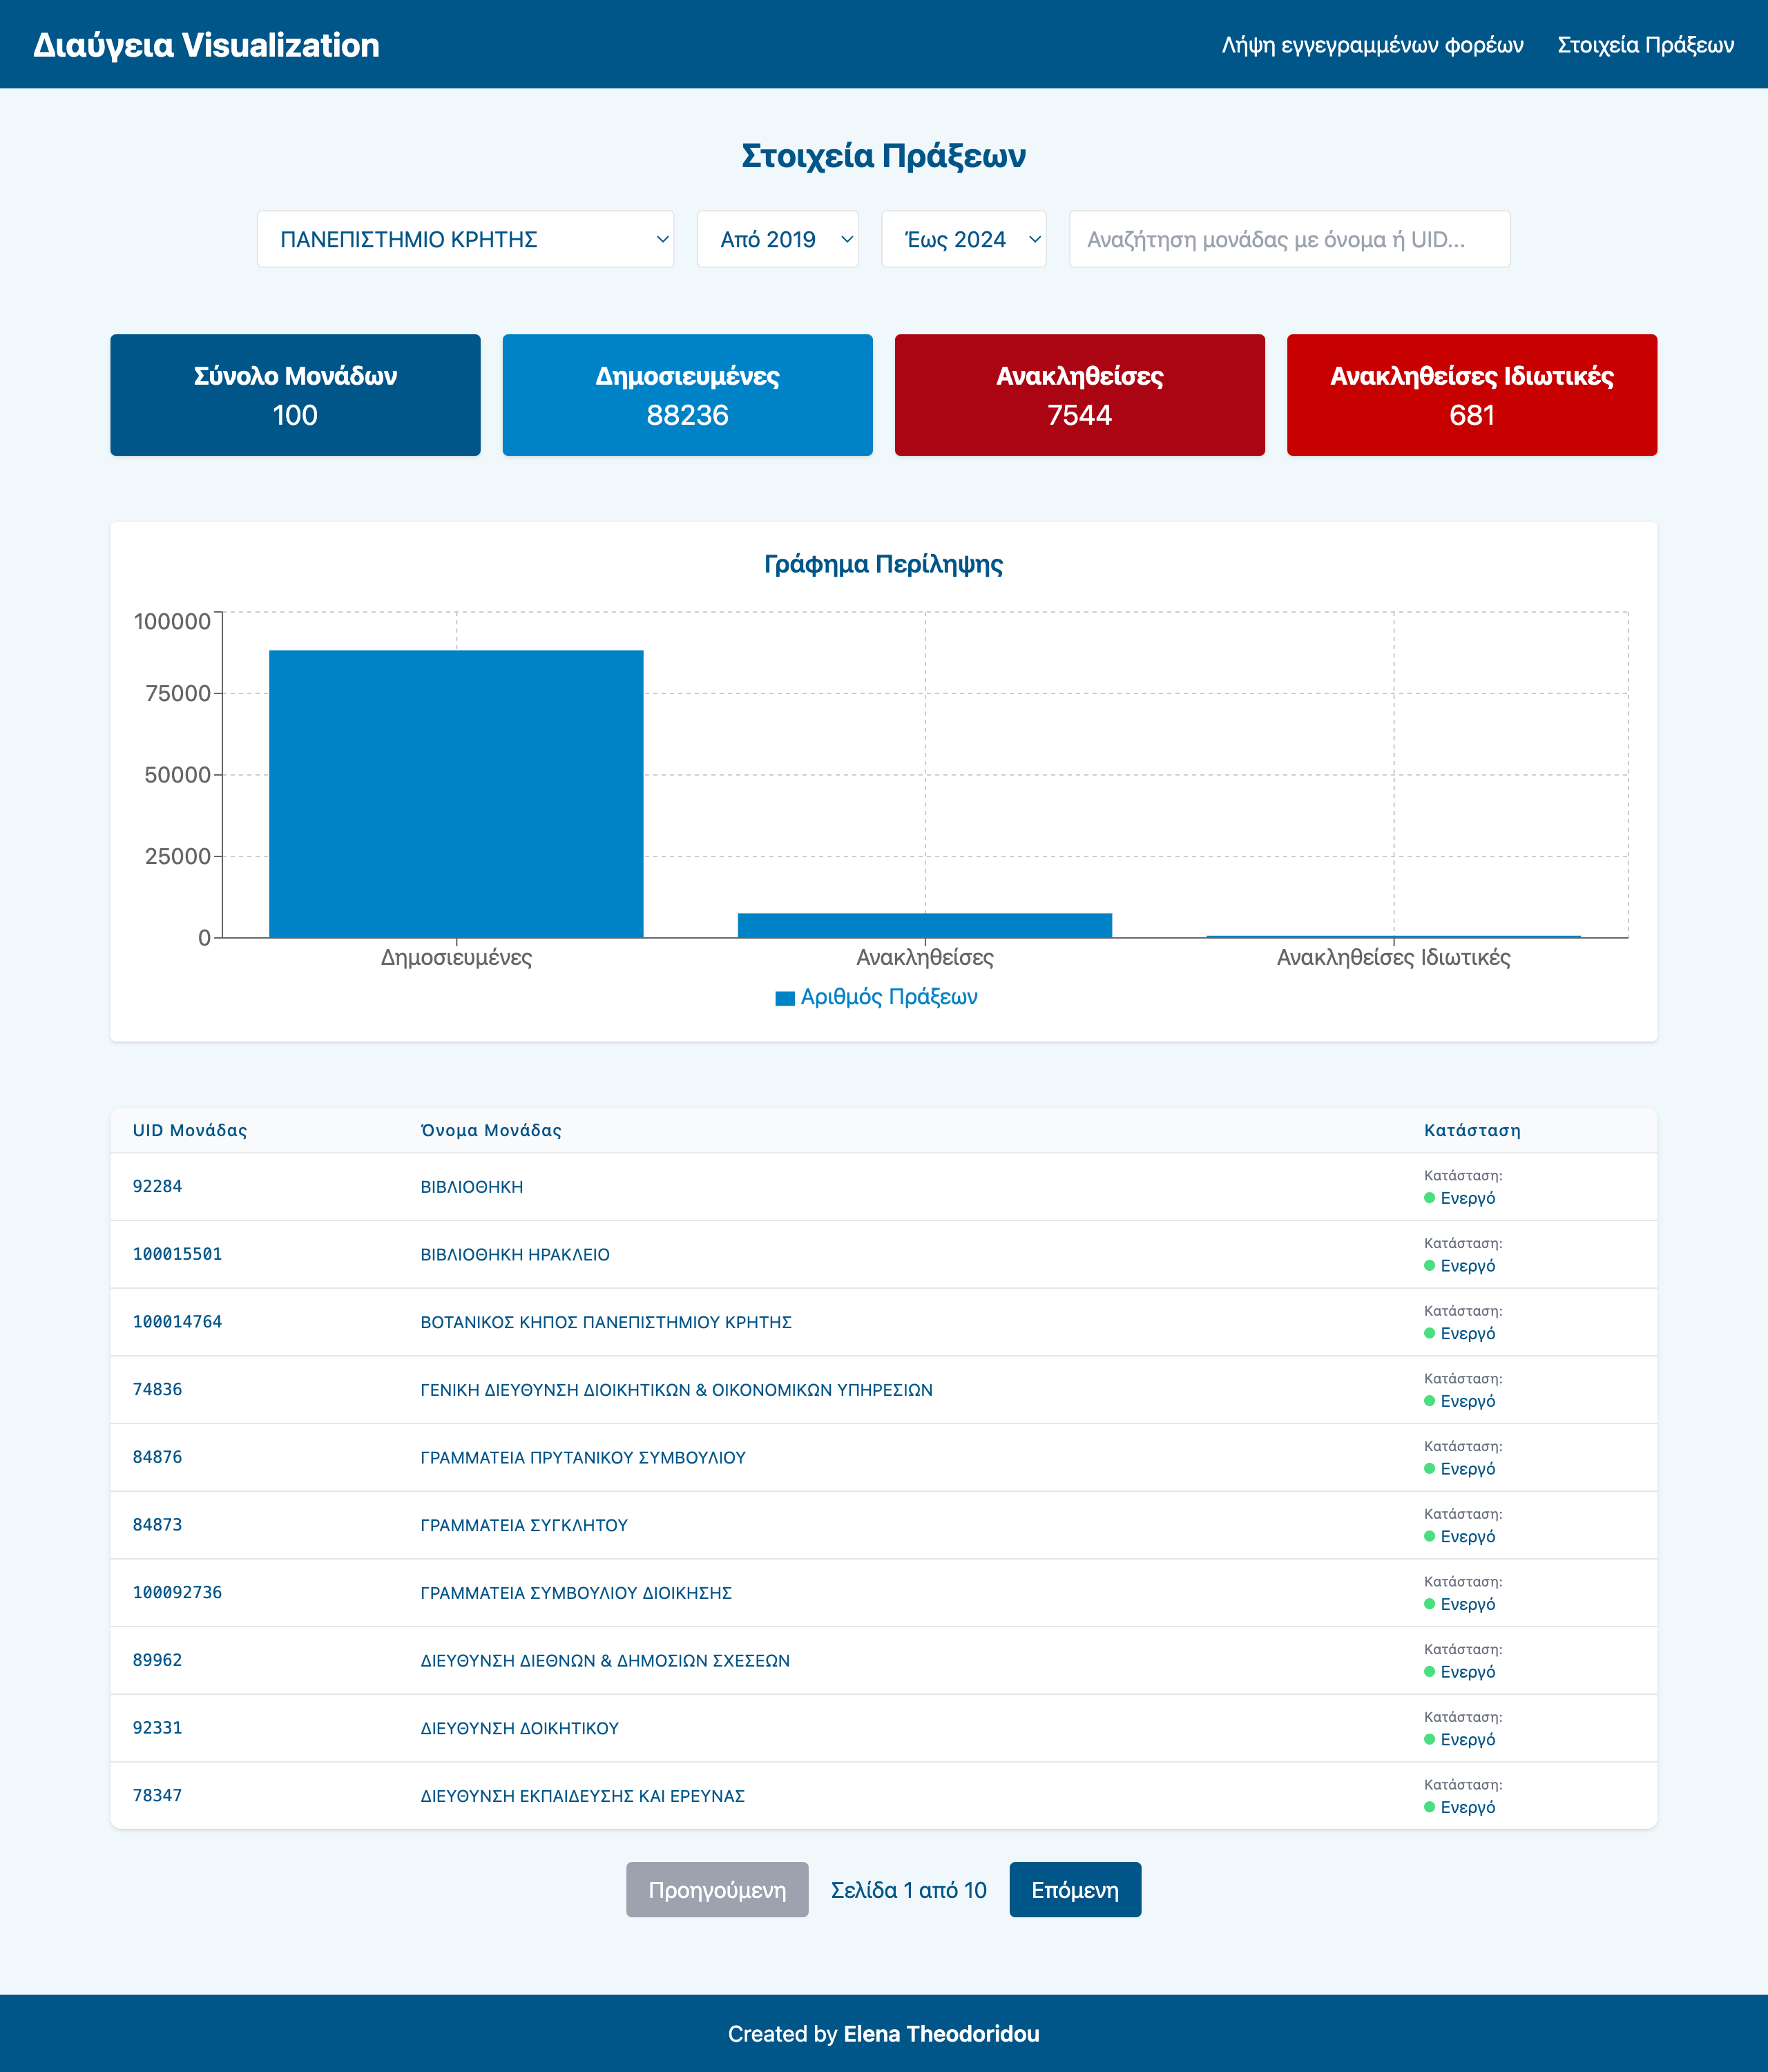 Διαύγεια Visualization
Λήψη εγγεγραμμένων φορέων Στοιχεία Πράξεων
Στοιχεία Πράξεων
ΠΑΝΕΠΙΣΤΗΜΙΟ ΚΡΗΤΗΣ Από 2019 Έως 2024 Αναζήτηση μονάδας με όνομα ή UID...
Σύνολο Μονάδων
100
Δημοσιευμένες
88236
Ανακληθείσες
7544
Ανακληθείσες Ιδιωτικές
681
Γράφημα Περίληψης
100000
75000
50000
25000
0
Δημοσιευμένες Ανακληθείσες Ανακληθείσες Ιδιωτικές
Αριθμός Πράξεων
UID Μονάδας Όνομα Μονάδας Κατάσταση
92284 ΒΙΒΛΙΟΘΗΚΗ Κατάσταση:
Ενεργό
100015501 ΒΙΒΛΙΟΘΗΚΗ ΗΡΑΚΛΕΙΟ Κατάσταση:
Ενεργό
100014764 ΒΟΤΑΝΙΚΟΣ ΚΗΠΟΣ ΠΑΝΕΠΙΣΤΗΜΙΟΥ ΚΡΗΤΗΣ Κατάσταση:
Ενεργό
74836 ΓΕΝΙΚΗ ΔΙΕΥΘΥΝΣΗ ΔΙΟΙΚΗΤΙΚΩΝ & ΟΙΚΟΝΟΜΙΚΩΝ ΥΠΗΡΕΣΙΩΝ Κατάσταση:
Ενεργό
84876 ΓΡΑΜΜΑΤΕΙΑ ΠΡΥΤΑΝΙΚΟΥ ΣΥΜΒΟΥΛΙΟΥ Κατάσταση:
Ενεργό
84873 ΓΡΑΜΜΑΤΕΙΑ ΣΥΓΚΛΗΤΟΥ Κατάσταση:
Ενεργό
100092736 ΓΡΑΜΜΑΤΕΙΑ ΣΥΜΒΟΥΛΙΟΥ ΔΙΟΙΚΗΣΗΣ Κατάσταση:
Ενεργό
89962 ΔΙΕΥΘΥΝΣΗ ΔΙΕΘΝΩΝ & ΔΗΜΟΣΙΩΝ ΣΧΕΣΕΩΝ Κατάσταση:
Ενεργό
92331 ΔΙΕΥΘΥΝΣΗ ΔΟΙΚΗΤΙΚΟΥ Κατάσταση:
Ενεργό
78347 ΔΙΕΥΘΥΝΣΗ ΕΚΠΑΙΔΕΥΣΗΣ ΚΑΙ ΕΡΕΥΝΑΣ Κατάσταση:
Ενεργό
Προηγούμενη Σελίδα 1 από 10 Επόμενη
Created by Elena Theodoridou